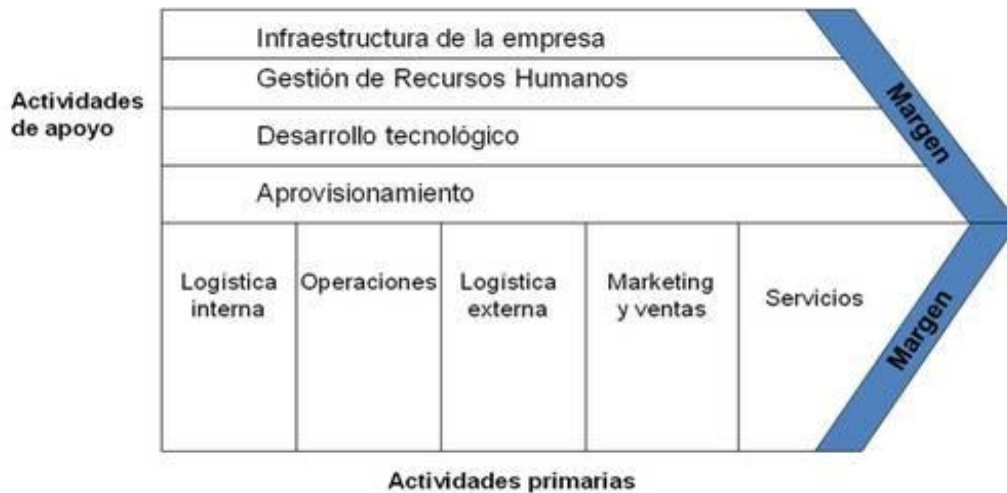 Infraestructura de la empresa
Gestión de Recursos Humanos
Actividades
de apoyo
Desarrollo tecnológico
Aprovisionamiento
Margen
Logística
interna
Operaciones
Logística
externa
Marketing
y ventas
Servicios
Margen
Actividades primarias